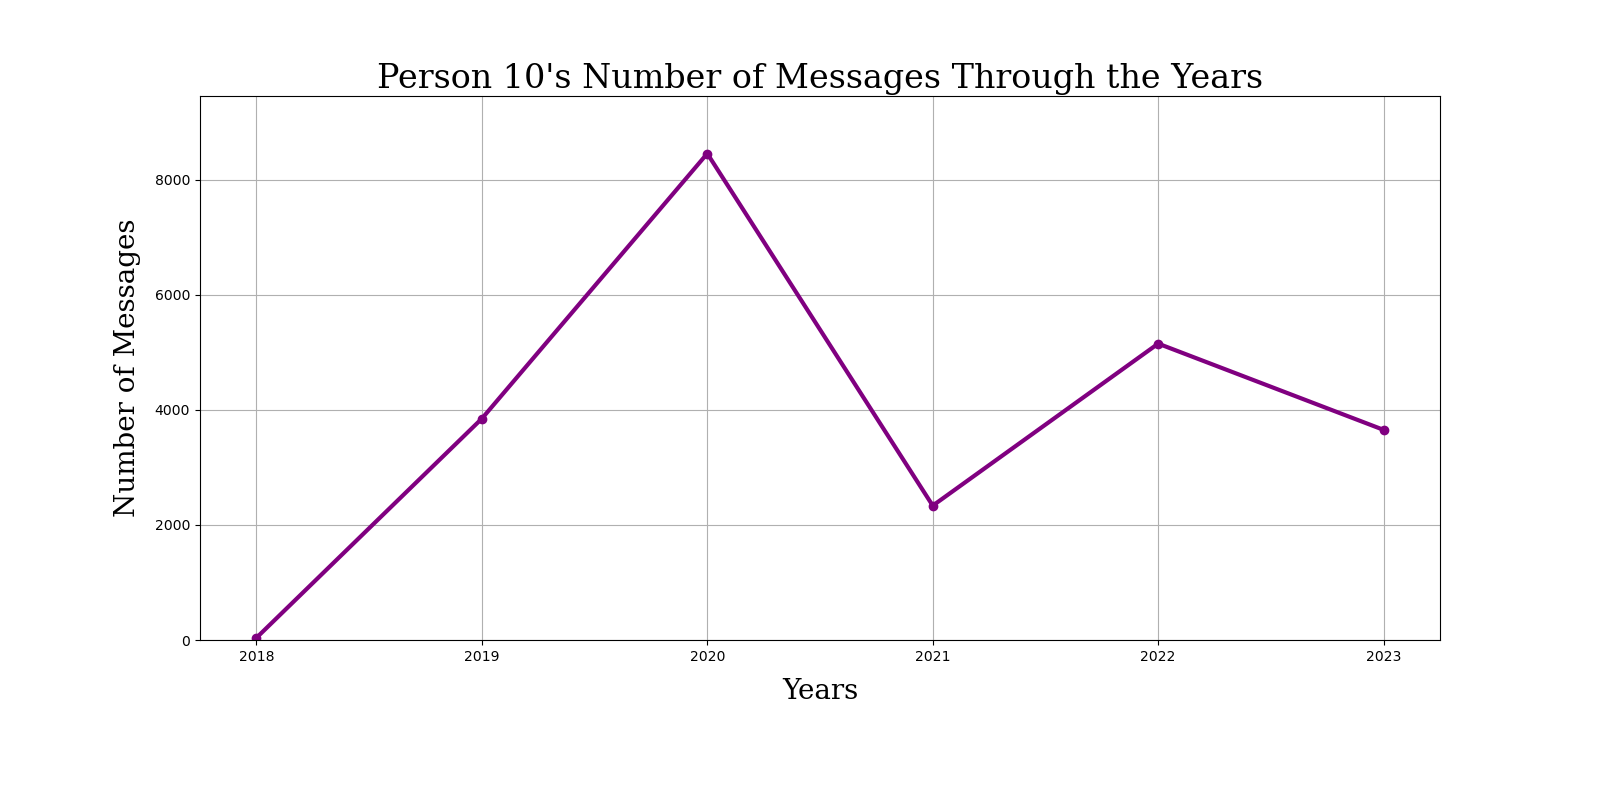 Person 10's Number of Messages Through the Years
Number of Messages
8000
6000
4000
2000
0
2018 2019 2020 2021 2022 2023
Years